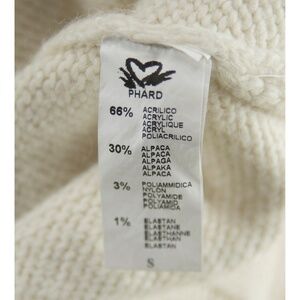 PHARD
66% ACRILICO
ACRYLIC
ACRYLIQUE
ACRYL
POLIACRILICO
30% ALPACA
ALPACA
ALPAGA
ALPAKA
ALPACA
3% POLIAMMIDICA
NYLON
POLYAMIDE
POLYAMID
POLIAMIDA
1% ELASTAN
ELASTANE
ELASTHANNE
ELASTHAN
ELASTAN
S